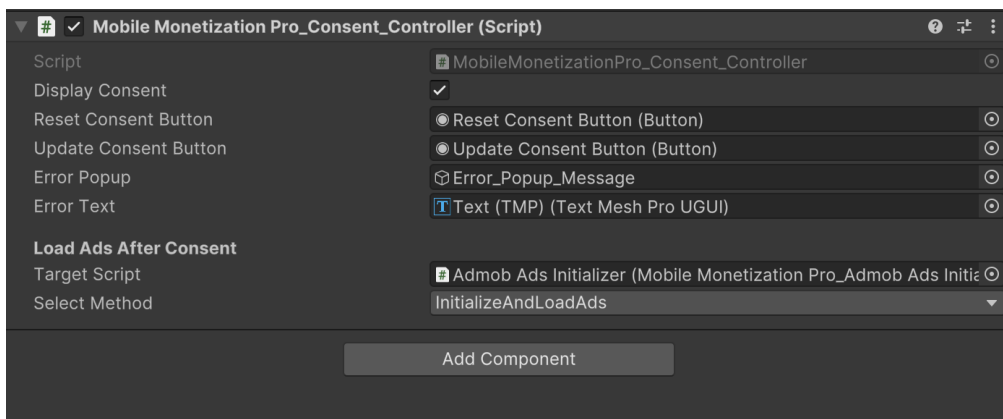 Mobile Monetization Pro_Consent_Controller (Script)
Script MobileMonetizationPro_Consent_Controller
Display Consent
Reset Consent Button Reset Consent Button (Button)
Update Consent Button Update Consent Button (Button)
Error Popup Error_Popup_Message
Error Text Text (TMP) (Text Mesh Pro UGUI)
Load Ads After Consent
Target Script Admob Ads Initializer (Mobile Monetization Pro_Admob Ads Initia
Select Method InitializeAndLoadAds
Add Component